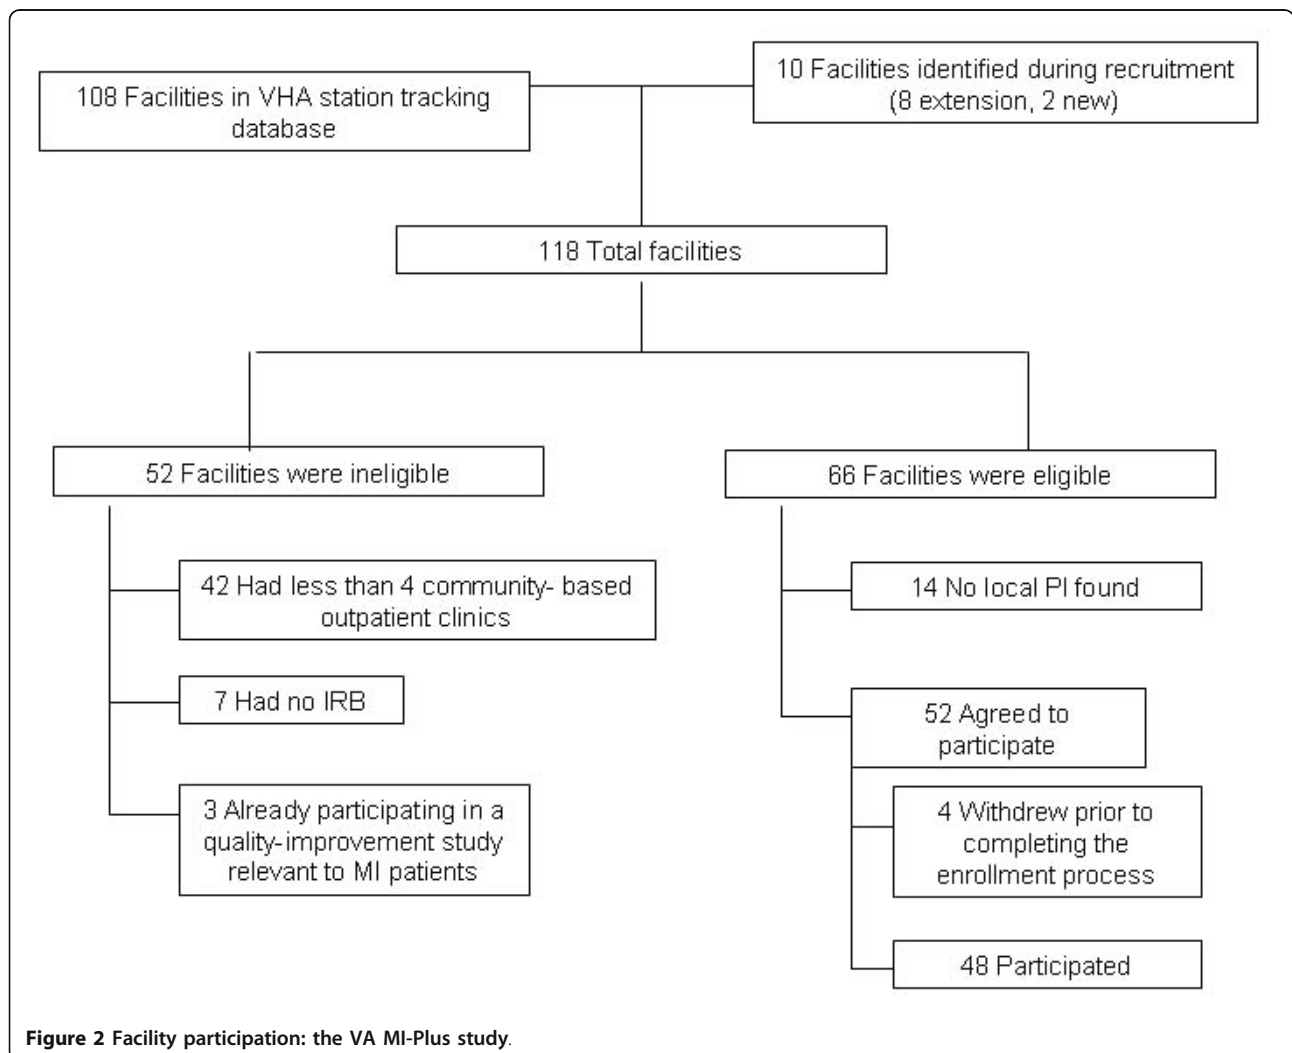 108 Facilities in VHA station tracking
database
10 Facilities identified during recruitment
(8 extension, 2 new)
118 Total facilities
52 Facilities were ineligible
66 Facilities were eligible
42 Had less than 4 community- based
outpatient clinics
14 No local PI found
7 Had no IRB
52 Agreed to
participate
3 Already participating in a
quality-improvement study
relevant to MI patients
4 Withdrew prior to
completing the
enrollment process
48 Participated
Figure 2 Facility participation: the VA MI-Plus study.